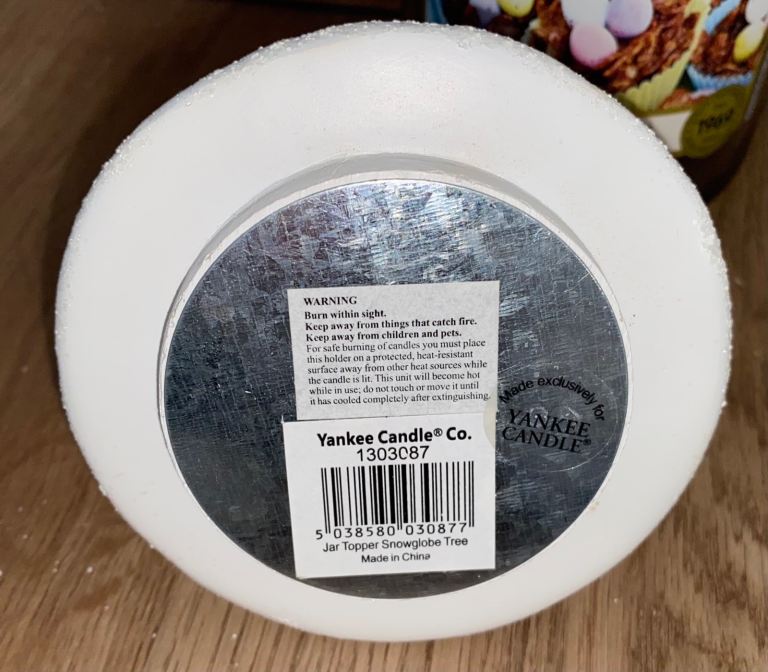 1969
WARNING
Burn within sight.
Keep away from things that catch fire.
Keep away from children and pets.
For safe burning of candles you must place
this holder on a protected, heat-resistant
surface away from other heat sources while
the candle is lit. This unit will become hot
while in use; do not touch or move it until
it has cooled completely after extinguishing.
Made exclusively for
YANKEE
CANDLE®
Yankee Candle® Co.
1303087
5 038580 030877
Jar Topper Snowglobe Tree
Made in China